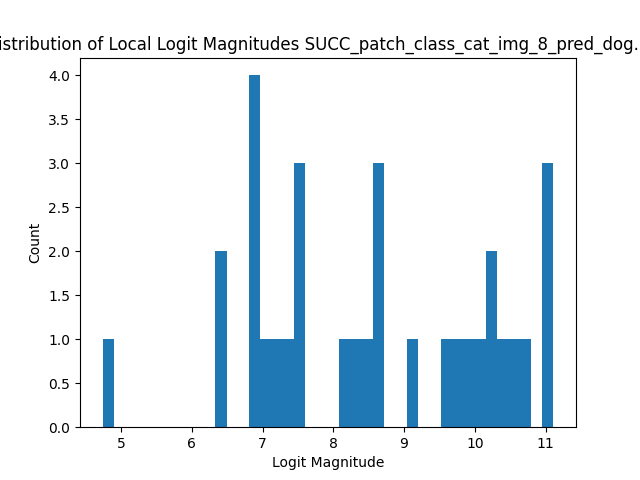 istribution of Local Logit Magnitudes SUCC_patch_class_cat_img_8_pred_dog.
4.0
3.5
3.0
2.5
2.0
1.5
1.0
0.5
0.0
Count
5 6 7 8 9 10 11
Logit Magnitude